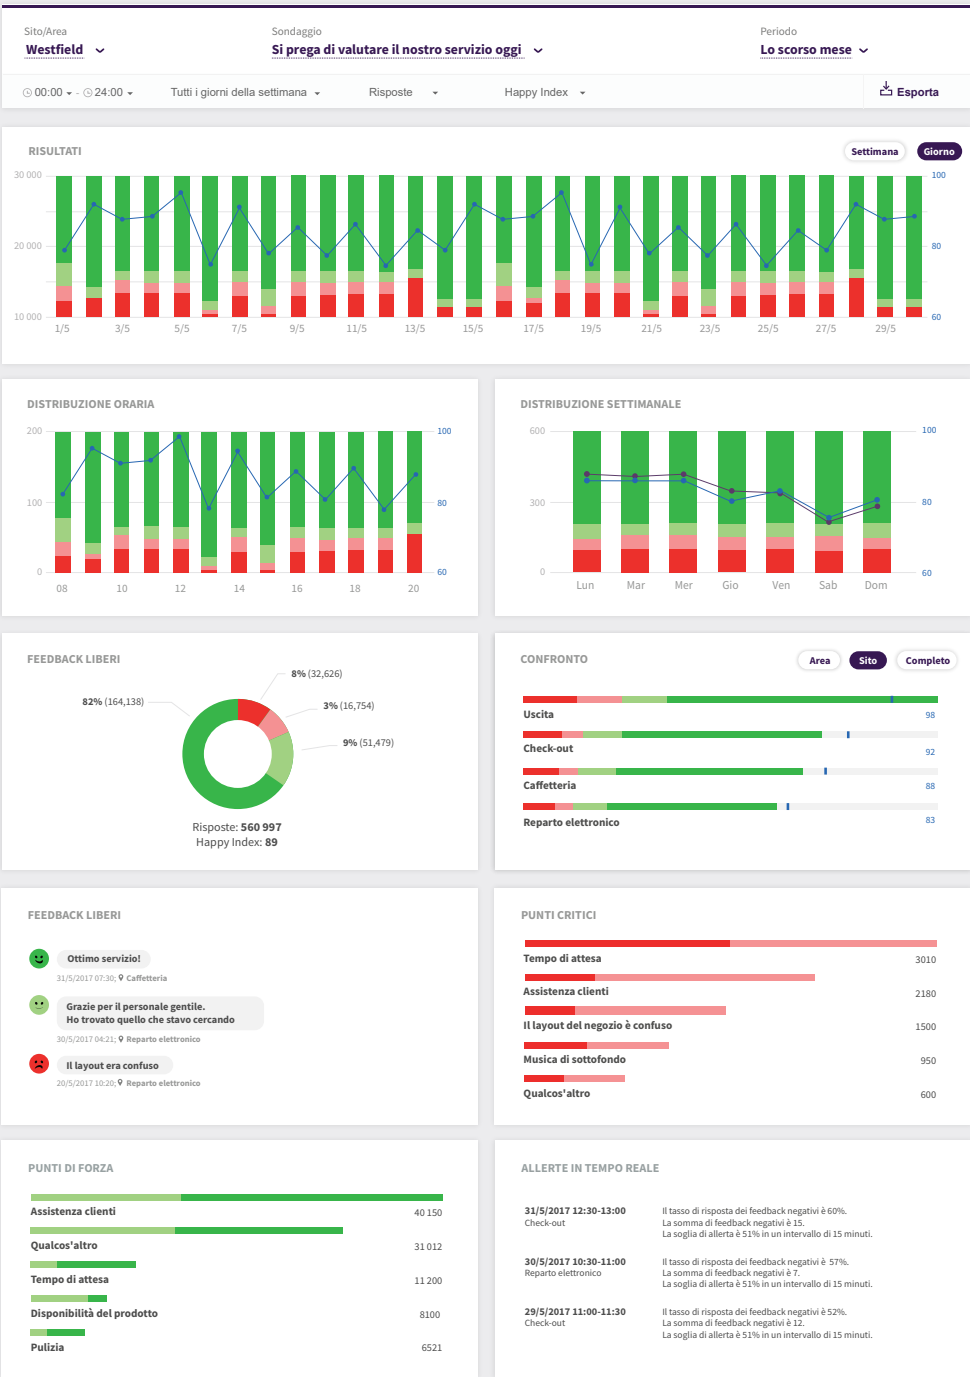 Sito/Area
Westfield
Sondaggio
Si prega di valutare il nostro servizio oggi
Periodo
Lo scorso mese
00:00 - 24:00
Tutti i giorni della settimana
Risposte
Happy Index
Esporta
RISULTATI
Settimana
Giorno
30 000
20 000
10 000
100
80
60
1/5 3/5 5/5 7/5 9/5 11/5 13/5 15/5 17/5 19/5 21/5 23/5 25/5 27/5 29/5
DISTRIBUZIONE ORARIA
200
100
0
100
80
60
08 10 12 14 16 18 20
DISTRIBUZIONE SETTIMANALE
600
300
0
100
80
60
Lun Mar Mer Gio Ven Sab Dom
FEEDBACK LIBERI
8% (32,626)
82% (164,138)
3% (16,754)
9% (51,479)
Risposte: 560 997
Happy Index: 89
CONFRONTO
Area
Sito
Completo
Uscita 98
Check-out 92
Caffetteria 88
Reparto elettronico 83
FEEDBACK LIBERI
Ottimo servizio!
31/5/2017 07:30; Caffetteria
Grazie per il personale gentile.
Ho trovato quello che stavo cercando
30/5/2017 04:21; Reparto elettronico
Il layout era confuso
20/5/2017 10:20; Reparto elettronico
PUNTI CRITICI
Tempo di attesa 3010
Assistenza clienti 2180
Il layout del negozio è confuso 1500
Musica di sottofondo 950
Qualcos'altro 600
PUNTI DI FORZA
Assistenza clienti 40 150
Qualcos'altro 31 012
Tempo di attesa 11 200
Disponibilità del prodotto 8100
Pulizia 6521
ALLERTE IN TEMPO REALE
31/5/2017 12:30-13:00
Check-out
Il tasso di risposta dei feedback negativi è 60%.
La somma di feedback negativi è 15.
La soglia di allerta è 51% in un intervallo di 15 minuti.
30/5/2017 10:30-11:00
Reparto elettronico
Il tasso di risposta dei feedback negativi è 57%.
La somma di feedback negativi è 7.
La soglia di allerta è 51% in un intervallo di 15 minuti.
29/5/2017 11:00-11:30
Check-out
Il tasso di risposta dei feedback negativi è 52%.
La somma di feedback negativi è 12.
La soglia di allerta è 51% in un intervallo di 15 minuti.